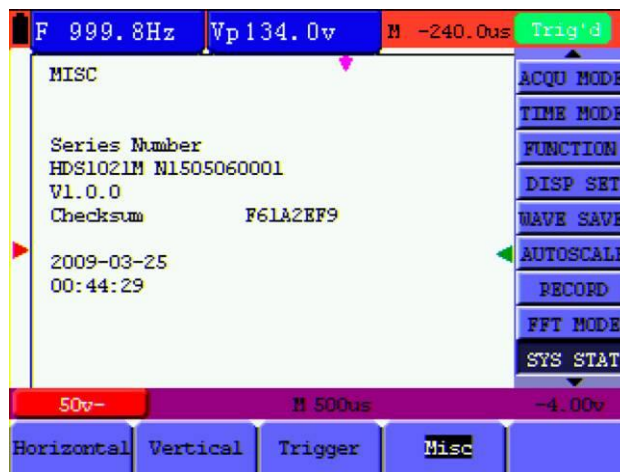 F 999.8Hz Vp134.0v M -240.0us Trig'd
MISC
Series Number
HDS1021M N1505060001
V1.0.0
Checksum F61A2EF9
2009-03-25
00:44:29
ACQU MODE
TIME MODE
FUNCTION
DISP SET
WAVE SAVE
AUTOSCALE
RECORD
FFT MODE
SYS STAT
50v- M 500us -4.00v
Horizontal Vertical Trigger Misc